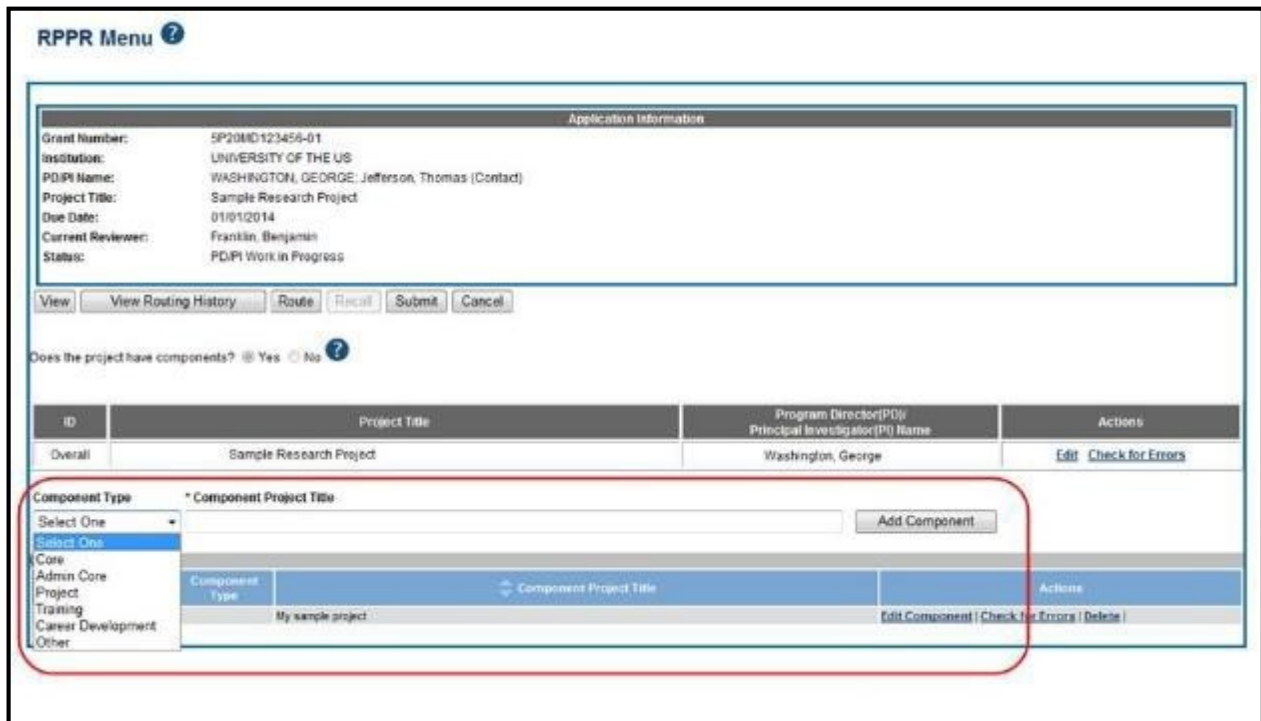 RPPR Menu ?
Application Information
Grant Number: 5P20MD123456-01
Institution: UNIVERSITY OF THE US
PD/PI Name: WASHINGTON, GEORGE; Jefferson, Thomas (Contact)
Project Title: Sample Research Project
Due Date: 01/01/2014
Current Reviewer: Franklin, Benjamin
Status: PD/PI Work in Progress
View View Routing History Route Recall Submit Cancel
Does the project have components? Yes No ?
ID Project Title Program Director(PD)/ Principal Investigator(PI) Name Actions
Overall Sample Research Project Washington, George Edit Check for Errors
Component Type * Component Project Title
Select One Add Component
Select One
Core
Admin Core
Project
Training
Career Development
Other
Component Type Component Project Title Actions
My sample project Edit Component | Check for Errors | Delete |